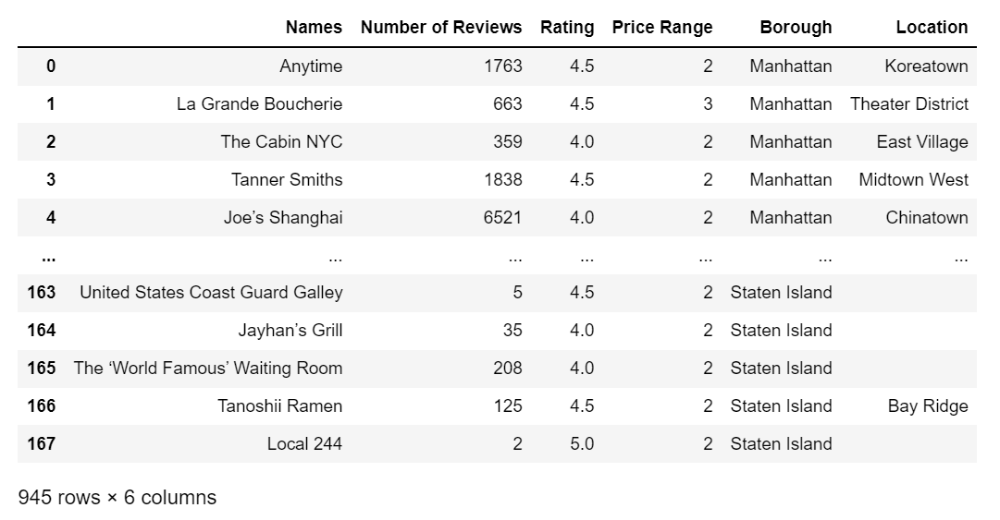 Names Number of Reviews Rating Price Range Borough Location
0 Anytime 1763 4.5 2 Manhattan Koreatown
1 La Grande Boucherie 663 4.5 3 Manhattan Theater District
2 The Cabin NYC 359 4.0 2 Manhattan East Village
3 Tanner Smiths 1838 4.5 2 Manhattan Midtown West
4 Joe’s Shanghai 6521 4.0 2 Manhattan Chinatown
... ... ... ... ... ... ...
163 United States Coast Guard Galley 5 4.5 2 Staten Island
164 Jayhan’s Grill 35 4.0 2 Staten Island
165 The ‘World Famous’ Waiting Room 208 4.0 2 Staten Island
166 Tanoshii Ramen 125 4.5 2 Staten Island Bay Ridge
167 Local 244 2 5.0 2 Staten Island
945 rows × 6 columns